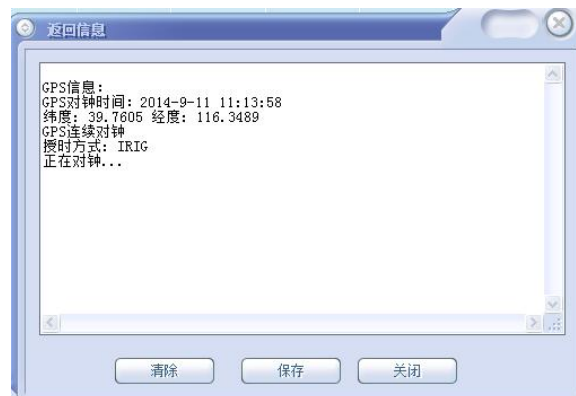 返回信息
GPS信息:
GPS对钟时间: 2014-9-11 11:13:58
纬度: 39.7605 经度: 116.3489
GPS连续对钟
授时方式: IRIG
正在对钟...
清除
保存
关闭